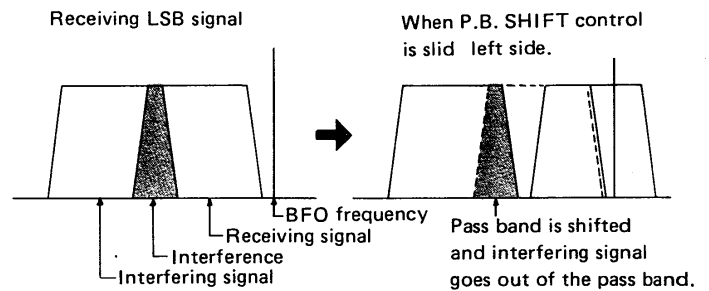 Receiving LSB signal
When P.B. SHIFT control
is slid left side.
BFO frequency
Receiving signal
Interference
Interfering signal
Pass band is shifted
and interfering signal
goes out of the pass band.